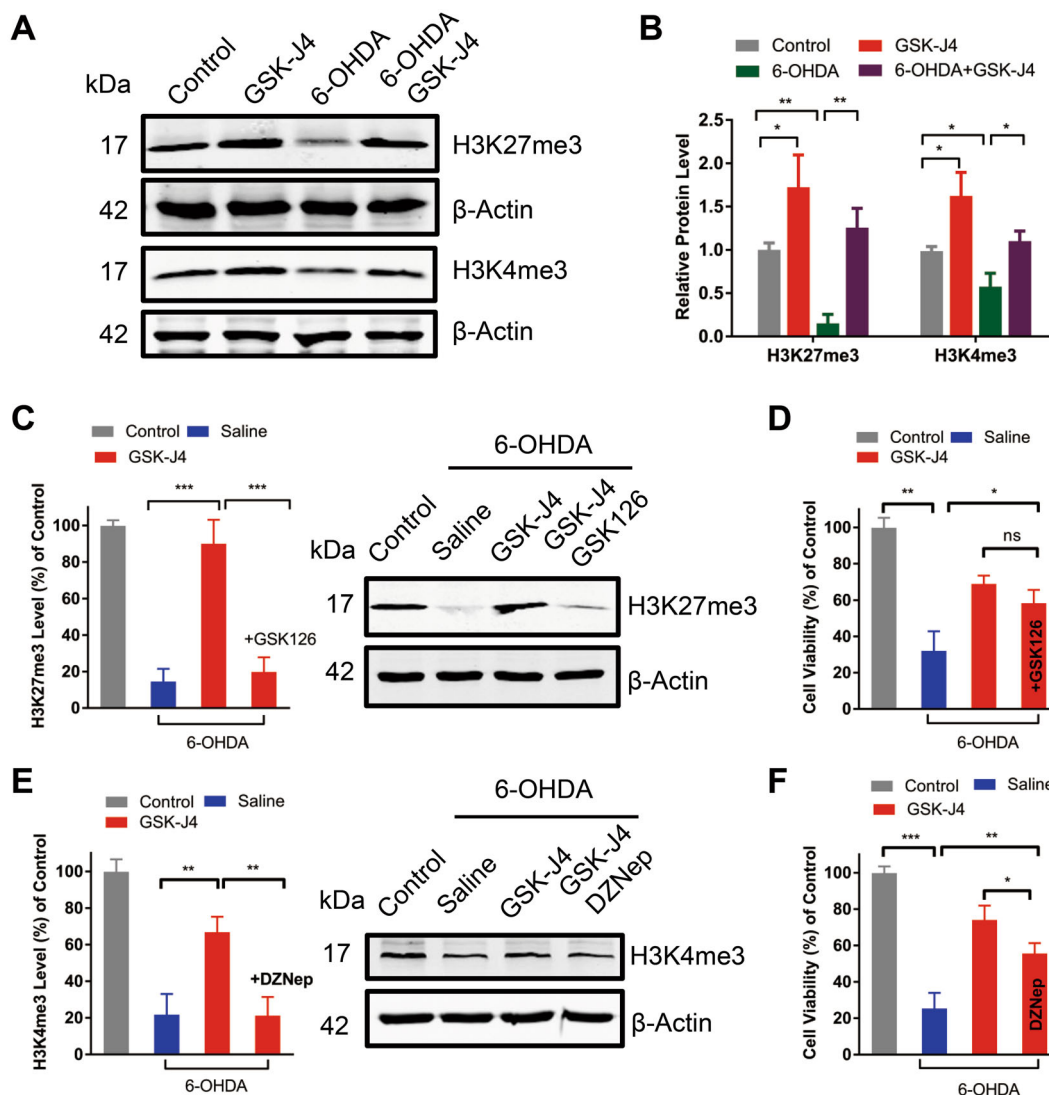 A
kDa
Control
GSK-J4
6-OHDA
6-OHDA
GSK-J4
17
H3K27me3
42
β-Actin
17
H3K4me3
42
β-Actin
B
Control
GSK-J4
6-OHDA
6-OHDA+GSK-J4
Relative Protein Level
2.5
2.0
1.5
1.0
0.5
0.0
**
**
*
*
*
*
H3K27me3
H3K4me3
C
Control
Saline
GSK-J4
H3K27me3 Level (%) of Control
100
80
60
40
20
0
***
***
+GSK126
6-OHDA
6-OHDA
kDa
Control
Saline
GSK-J4
GSK-J4
GSK126
17
H3K27me3
42
β-Actin
D
Control
Saline
GSK-J4
Cell Viability (%) of Control
100
80
60
40
20
0
**
*
ns
+GSK126
6-OHDA
E
Control
Saline
GSK-J4
H3K4me3 Level (%) of Control
100
80
60
40
20
0
**
**
+DZNep
6-OHDA
6-OHDA
kDa
Control
Saline
GSK-J4
GSK-J4
DZNep
17
H3K4me3
42
β-Actin
F
Control
Saline
GSK-J4
Cell Viability (%) of Control
100
80
60
40
20
0
***
**
*
DZNep
6-OHDA